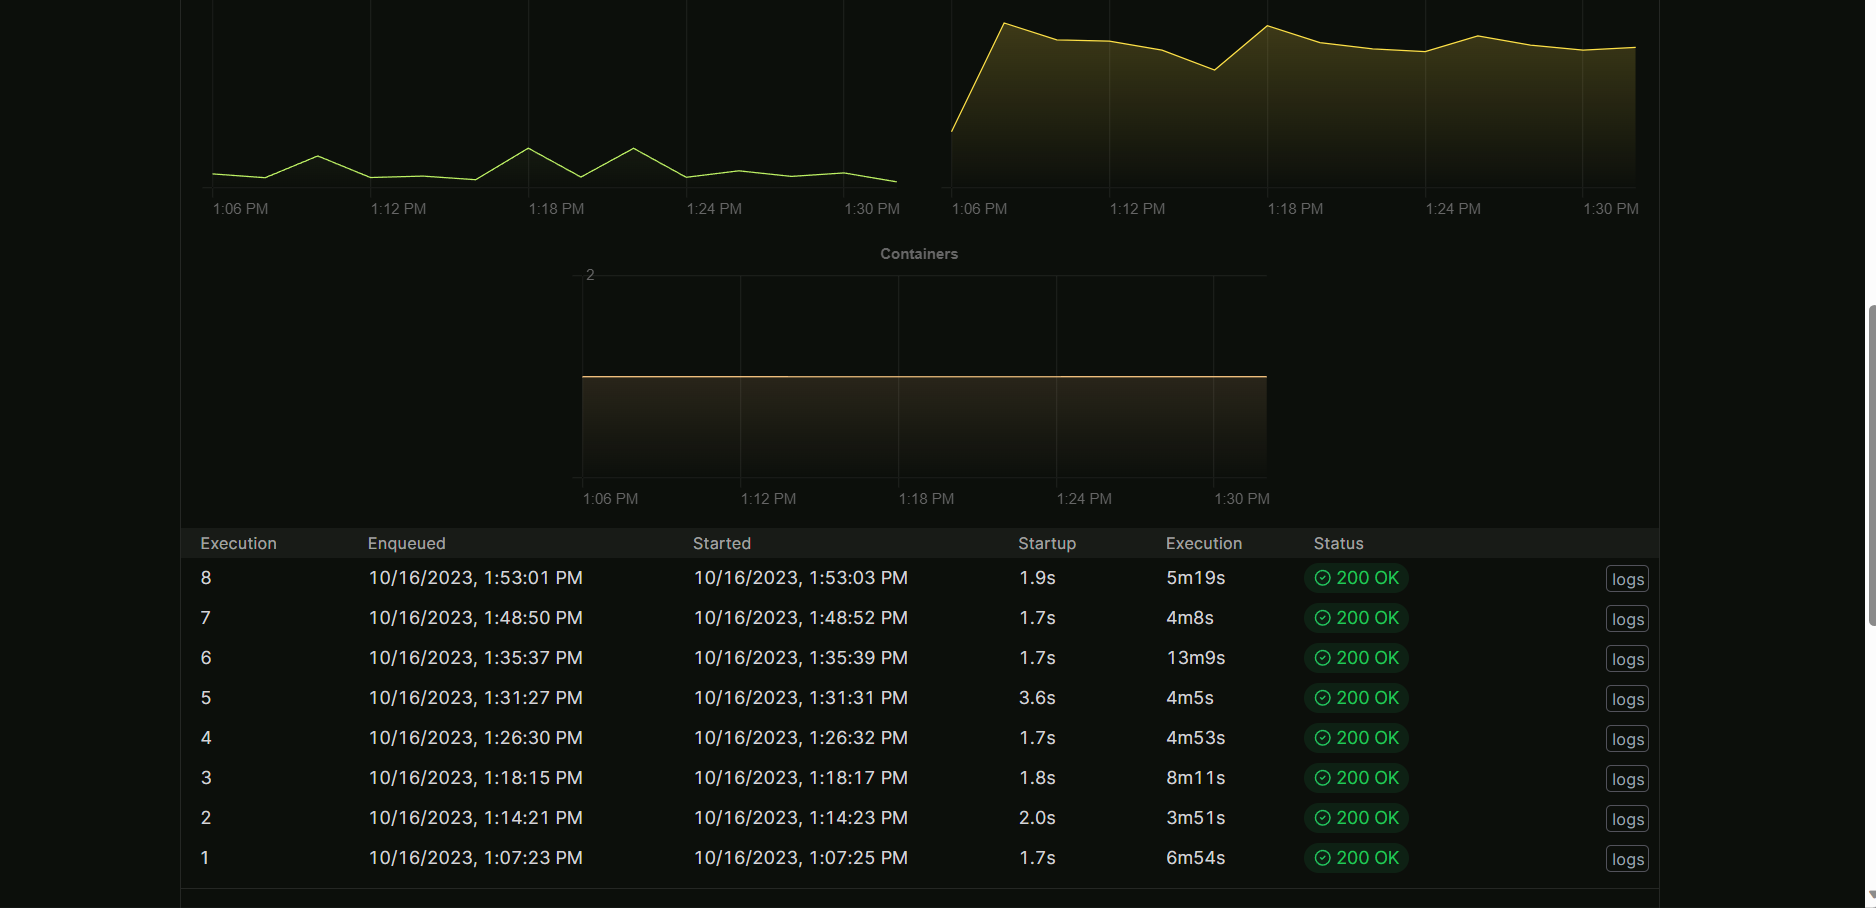 1:06 PM 1:12 PM 1:18 PM 1:24 PM 1:30 PM
1:06 PM 1:12 PM 1:18 PM 1:24 PM 1:30 PM
Containers
2
1:06 PM 1:12 PM 1:18 PM 1:24 PM 1:30 PM
Execution Enqueued Started Startup Execution Status
8 10/16/2023, 1:53:01 PM 10/16/2023, 1:53:03 PM 1.9s 5m19s 200 OK logs
7 10/16/2023, 1:48:50 PM 10/16/2023, 1:48:52 PM 1.7s 4m8s 200 OK logs
6 10/16/2023, 1:35:37 PM 10/16/2023, 1:35:39 PM 1.7s 13m9s 200 OK logs
5 10/16/2023, 1:31:27 PM 10/16/2023, 1:31:31 PM 3.6s 4m5s 200 OK logs
4 10/16/2023, 1:26:30 PM 10/16/2023, 1:26:32 PM 1.7s 4m53s 200 OK logs
3 10/16/2023, 1:18:15 PM 10/16/2023, 1:18:17 PM 1.8s 8m11s 200 OK logs
2 10/16/2023, 1:14:21 PM 10/16/2023, 1:14:23 PM 2.0s 3m51s 200 OK logs
1 10/16/2023, 1:07:23 PM 10/16/2023, 1:07:25 PM 1.7s 6m54s 200 OK logs